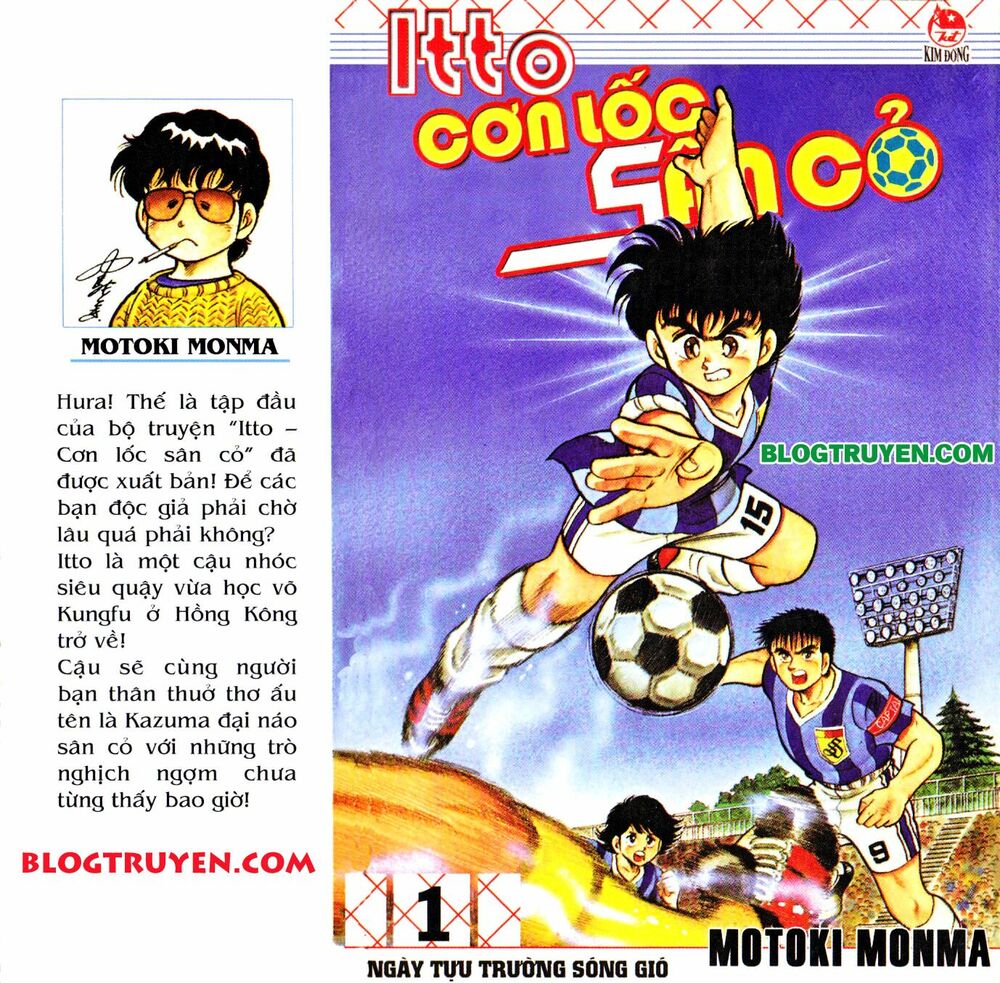 Itto
CƠN LỐC
SÂN CỎ
KIM ĐỒNG
MOTOKI MONMA
Hura! Thế là tập đầu
của bộ truyện “Itto –
Cơn lốc sân cỏ” đã
được xuất bản! Để các
bạn độc giả phải chờ
lâu quá phải không?
Itto là một cậu nhóc
siêu quậy vừa học võ
Kungfu ở Hồng Kông
trở về!
Cậu sẽ cùng người
bạn thân thuở thơ ấu
tên là Kazuma đại náo
sân cỏ với những trò
nghịch ngợm chưa
từng thấy bao giờ!
BLOGTRUYEN.COM
BLOGTRUYEN.COM
15
9
1
MOTOKI MONMA
NGÀY TỰU TRƯỜNG SÓNG GIÓ